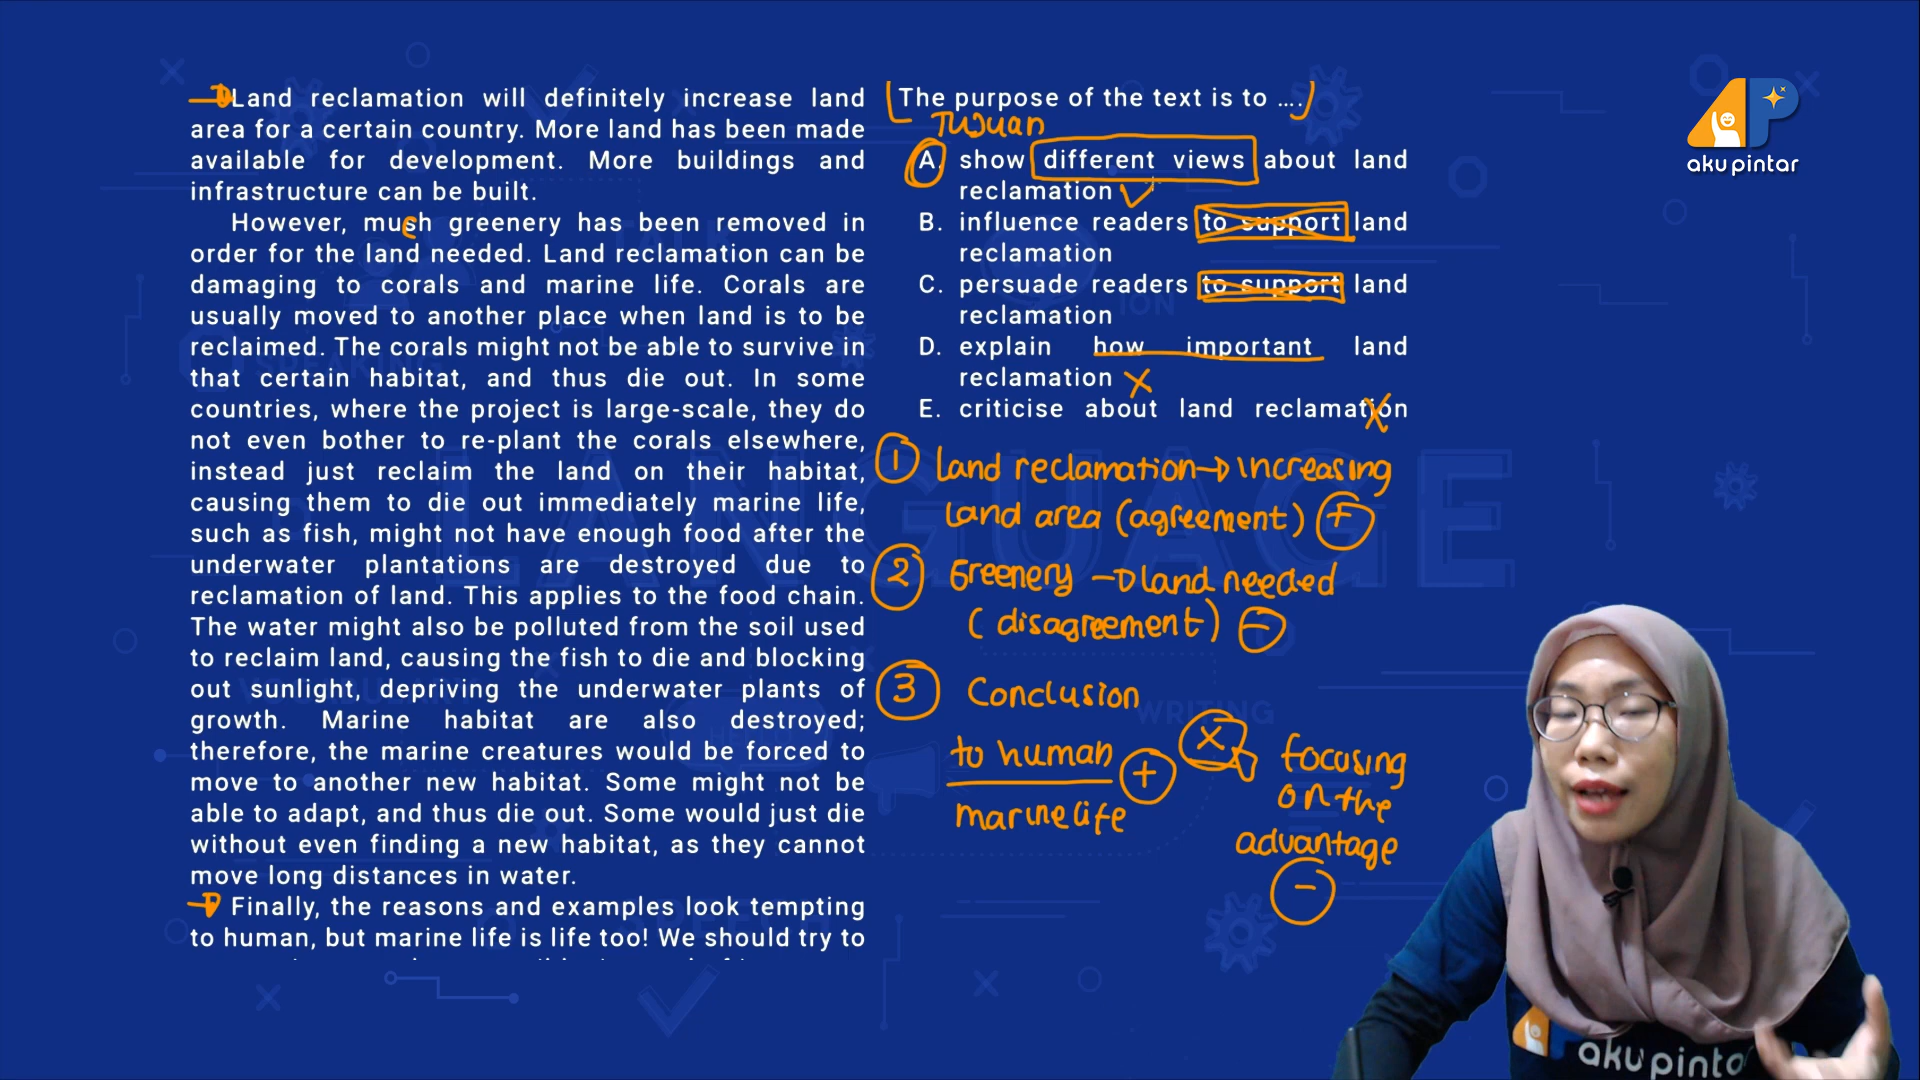 Land reclamation will definitely increase land
area for a certain country. More land has been made
available for development. More buildings and
infrastructure can be built.
However, mush greenery has been removed in
order for the land needed. Land reclamation can be
damaging to corals and marine life. Corals are
usually moved to another place when land is to be
reclaimed. The corals might not be able to survive in
that certain habitat, and thus die out. In some
countries, where the project is large-scale, they do
not even bother to re-plant the corals elsewhere,
instead just reclaim the land on their habitat,
causing them to die out immediately marine life,
such as fish, might not have enough food after the
underwater plantations are destroyed due to
reclamation of land. This applies to the food chain.
The water might also be polluted from the soil used
to reclaim land, causing the fish to die and blocking
out sunlight, depriving the underwater plants of
growth. Marine habitat are also destroyed;
therefore, the marine creatures would be forced to
move to another new habitat. Some might not be
able to adapt, and thus die out. Some would just die
without even finding a new habitat, as they cannot
move long distances in water.
Finally, the reasons and examples look tempting
to human, but marine life is life too! We should try to
The purpose of the text is to ....
Tujuan
A. show different views about land
reclamation
B. influence readers to support land
reclamation
C. persuade readers to support land
reclamation
D. explain how important land
reclamation
E. criticise about land reclamation
1 Land reclamation → increasing
land area (agreement) +
2 Greenery → land needed
(disagreement) -
3 Conclusion
to human +
marine life
x focusing
on the
advantage
-
AP
aku pintar
LANGUAGE
WRITING
aku pinta